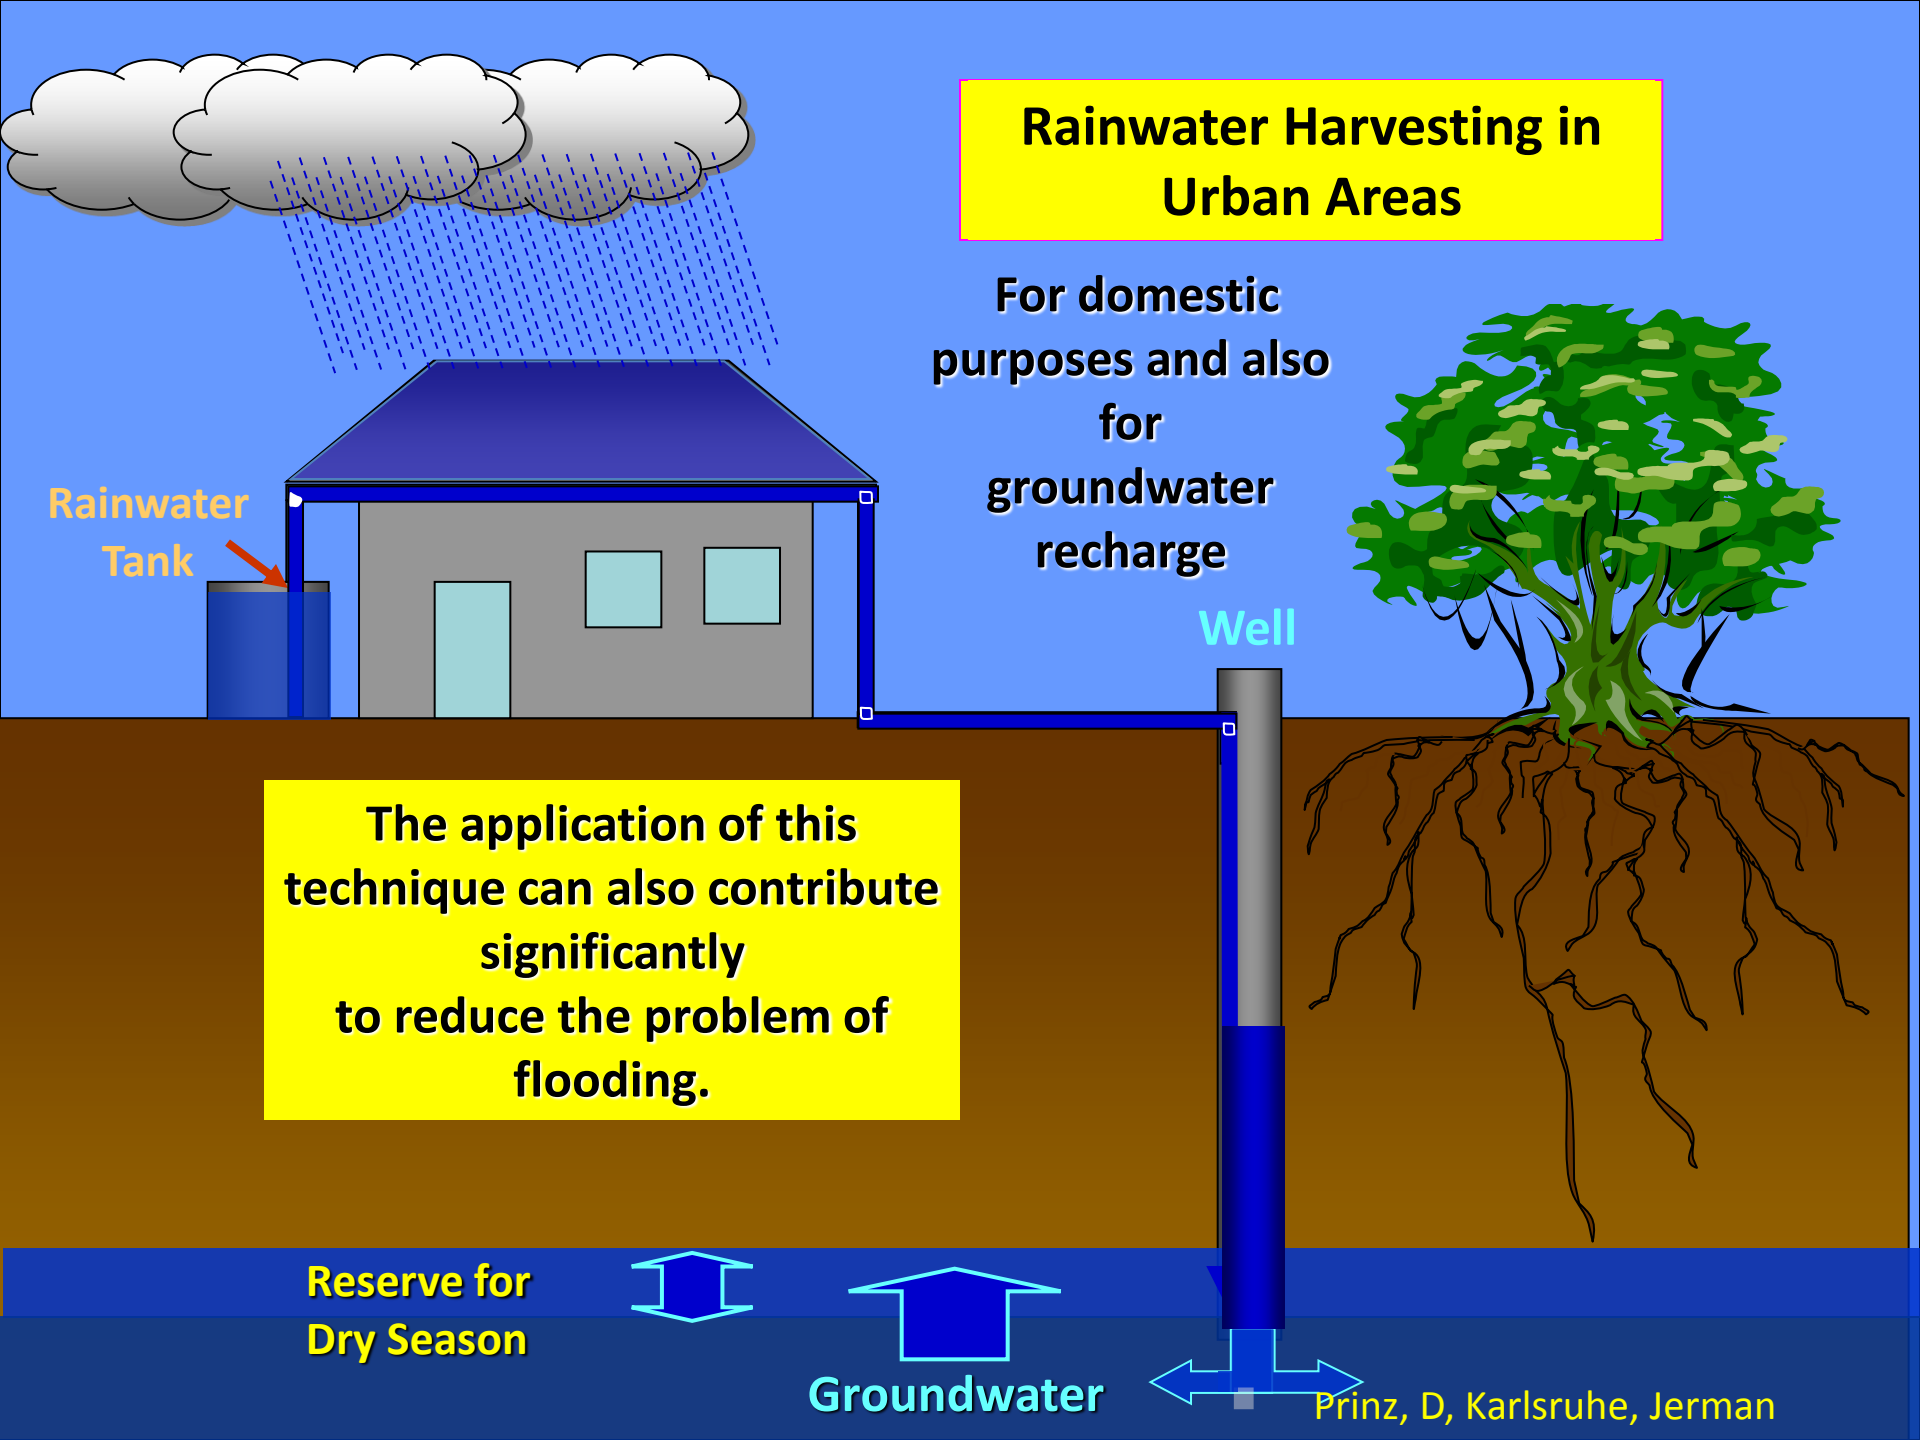 Rainwater Harvesting in
Urban Areas
For domestic
purposes and also
for
groundwater
recharge
Rainwater
Tank
Well
The application of this
technique can also contribute
significantly
to reduce the problem of
flooding.
Reserve for
Dry Season
Groundwater
Prinz, D, Karlsruhe, Jerman